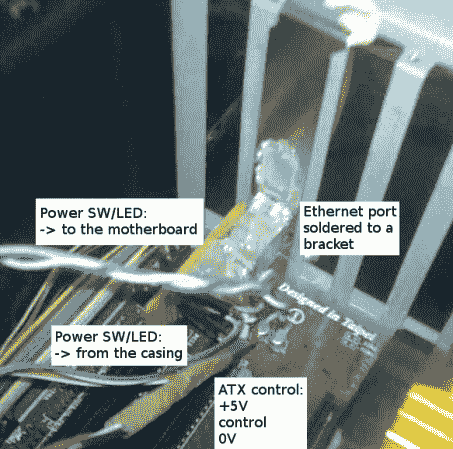 Power SW/LED:
-> to the motherboard
Ethernet port
soldered to a
bracket
Designed in Taipei
Power SW/LED:
-> from the casing
ATX control:
+5V
control
0V